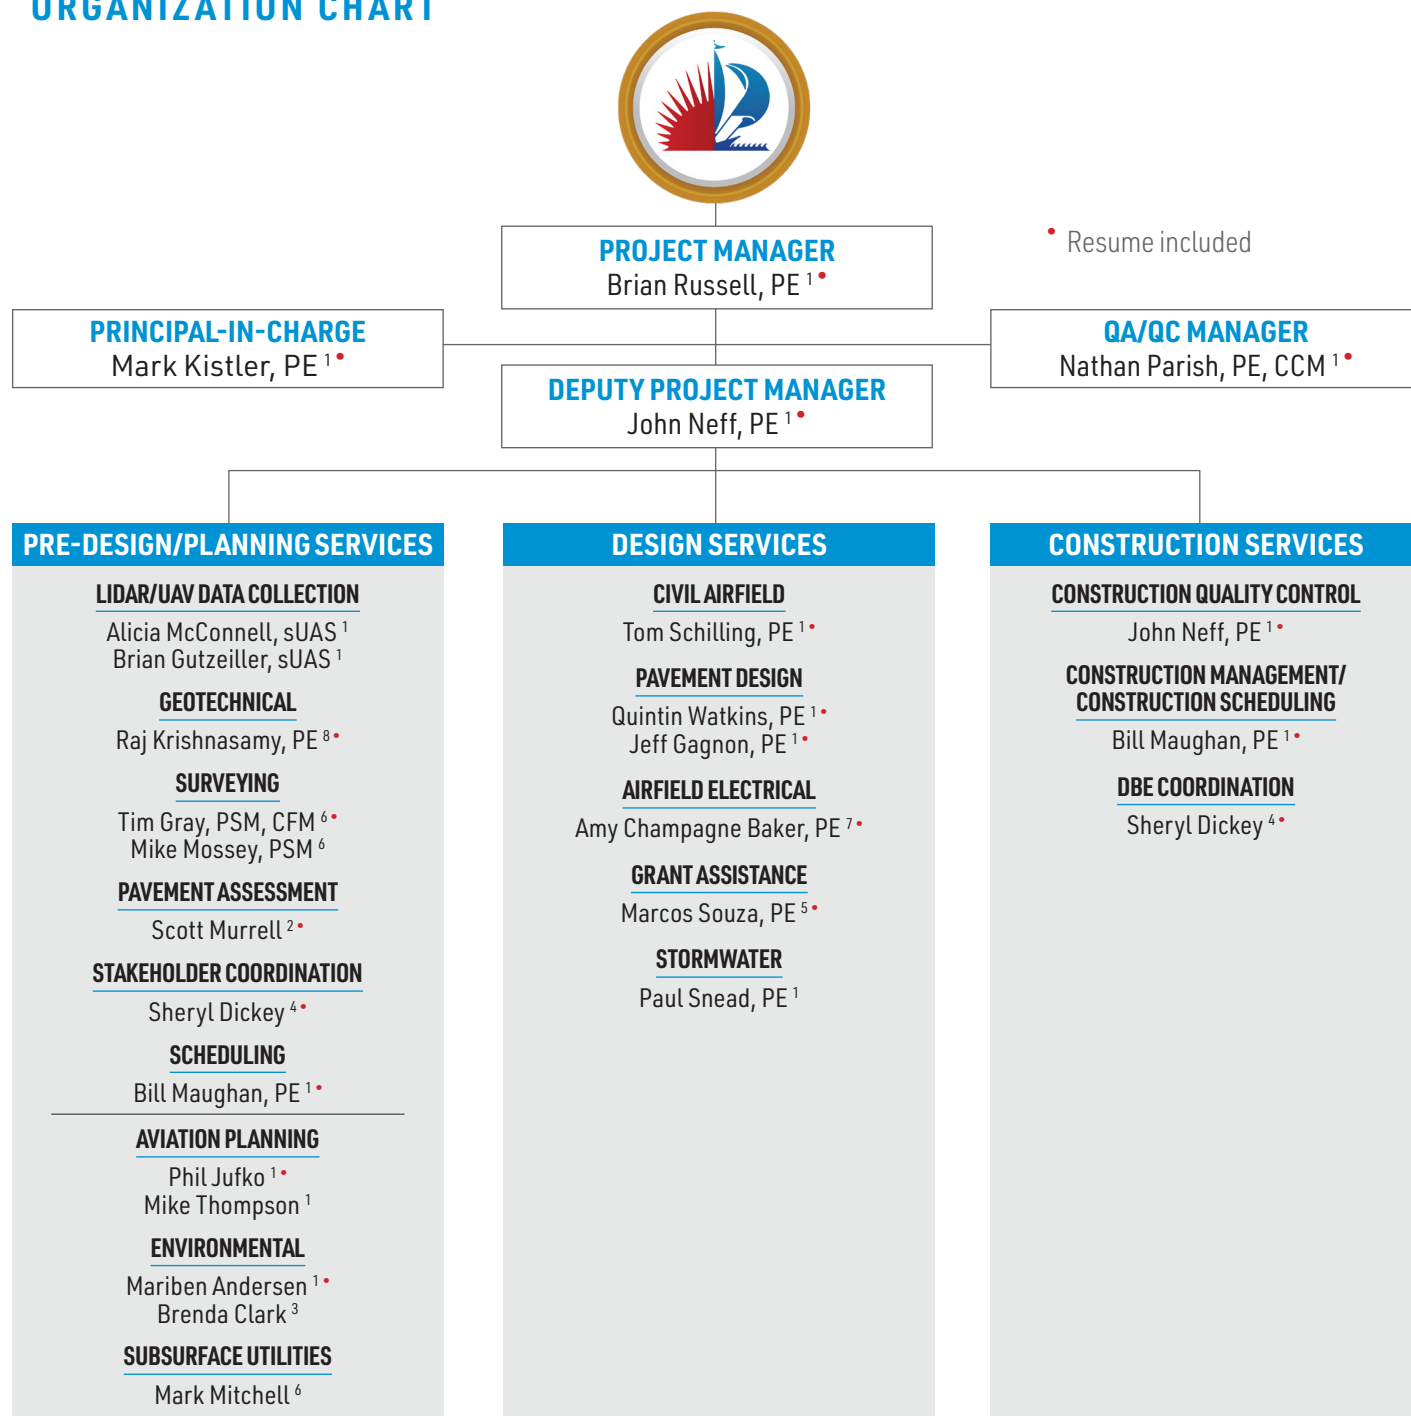 ORGANIZATION CHART
PROJECT MANAGER
Brian Russell, PE 1 •
• Resume included
PRINCIPAL-IN-CHARGE
Mark Kistler, PE 1 •
QA/QC MANAGER
Nathan Parish, PE, CCM 1 •
DEPUTY PROJECT MANAGER
John Neff, PE 1 •
PRE-DESIGN/PLANNING SERVICES
LIDAR/UAV DATA COLLECTION
Alicia McConnell, sUAS 1
Brian Gutzeiller, sUAS 1
GEOTECHNICAL
Raj Krishnasamy, PE 8 •
SURVEYING
Tim Gray, PSM, CFM 6 •
Mike Mossey, PSM 6
PAVEMENT ASSESSMENT
Scott Murrell 2 •
STAKEHOLDER COORDINATION
Sheryl Dickey 4 •
SCHEDULING
Bill Maughan, PE 1 •
AVIATION PLANNING
Phil Jufko 1 •
Mike Thompson 1
ENVIRONMENTAL
Mariben Andersen 1 •
Brenda Clark 3
SUBSURFACE UTILITIES
Mark Mitchell 6
DESIGN SERVICES
CIVIL AIRFIELD
Tom Schilling, PE 1 •
PAVEMENT DESIGN
Quintin Watkins, PE 1 •
Jeff Gagnon, PE 1 •
AIRFIELD ELECTRICAL
Amy Champagne Baker, PE 7 •
GRANT ASSISTANCE
Marcos Souza, PE 5 •
STORMWATER
Paul Snead, PE 1
CONSTRUCTION SERVICES
CONSTRUCTION QUALITY CONTROL
John Neff, PE 1 •
CONSTRUCTION MANAGEMENT/
CONSTRUCTION SCHEDULING
Bill Maughan, PE 1 •
DBE COORDINATION
Sheryl Dickey 4 •